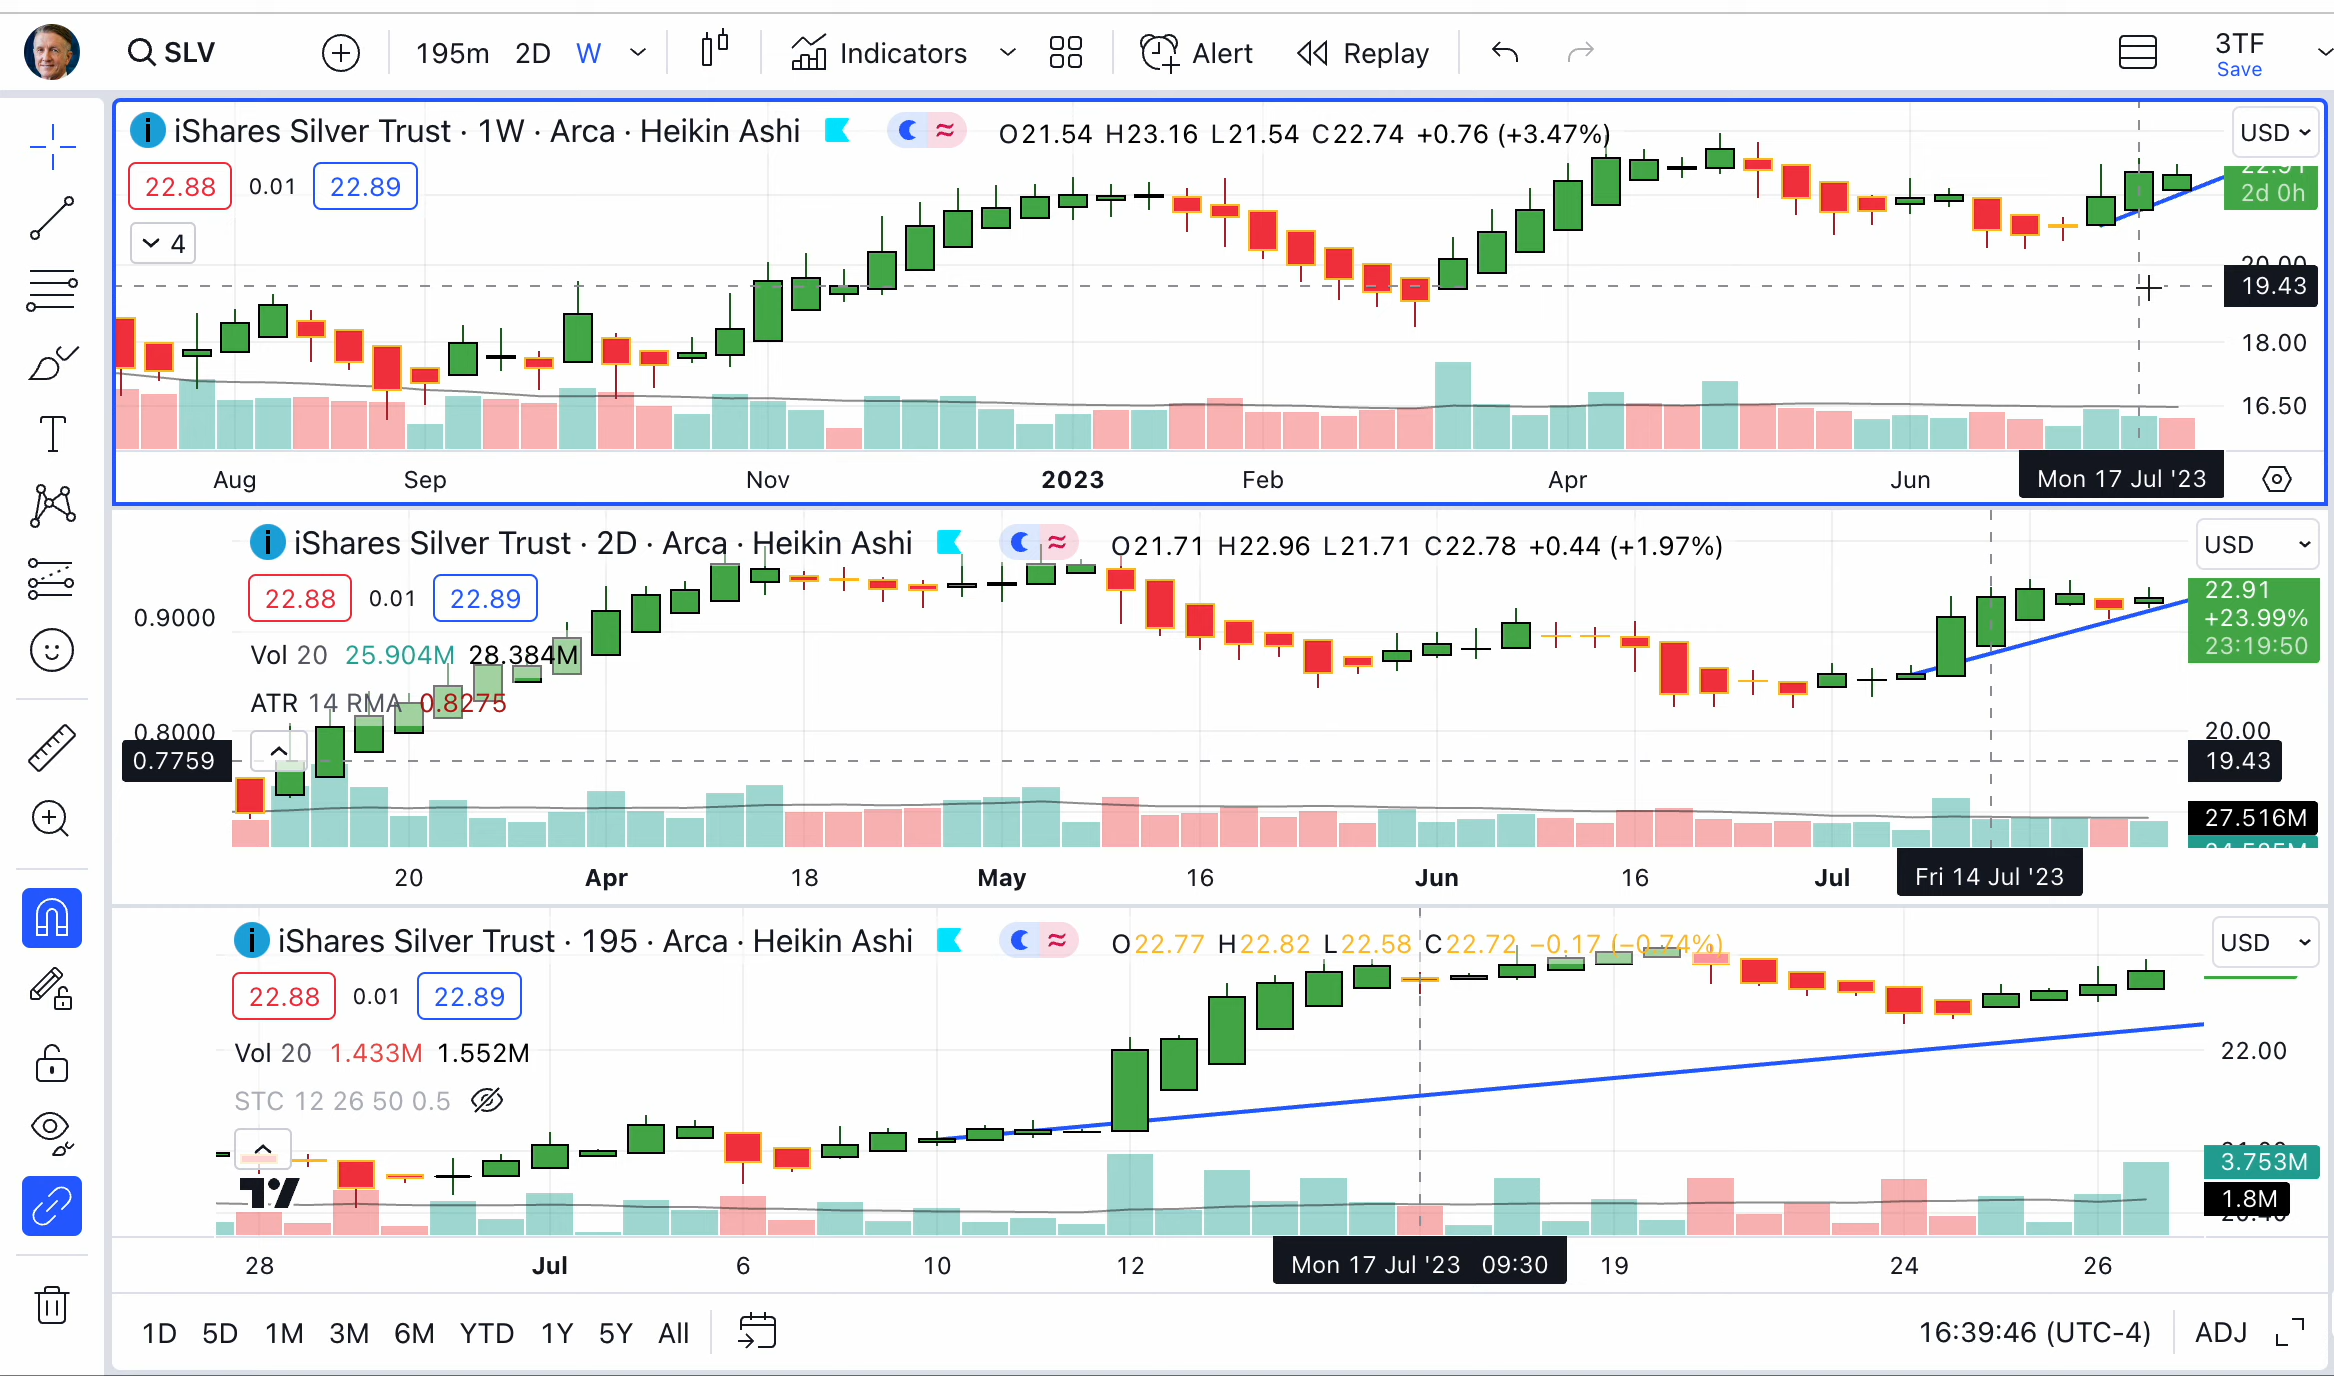 SLV 195m 2D W Indicators Alert Replay 3TF
Save
iShares Silver Trust · 1W · Arca · Heikin Ashi O21.54 H23.16 L21.54 C22.74 +0.76 (+3.47%) USD
22.88 0.01 22.89
22.91
2d 0h
4
20.00
19.43
18.00
16.50
Aug Sep Nov 2023 Feb Apr Jun Mon 17 Jul '23
iShares Silver Trust · 2D · Arca · Heikin Ashi O21.71 H22.96 L21.71 C22.78 +0.44 (+1.97%) USD
22.88 0.01 22.89
22.91
+23.99%
23:19:50
0.9000
Vol 20 25.904M 28.384M
ATR 14 RMA 0.8275
0.8000
20.00
0.7759
19.43
27.516M
20 Apr 18 May 16 Jun 16 Jul Fri 14 Jul '23
iShares Silver Trust · 195 · Arca · Heikin Ashi O22.77 H22.82 L22.58 C22.72 −0.17 (−0.74%) USD
22.88 0.01 22.89
Vol 20 1.433M 1.552M
22.00
STC 12 26 50 0.5
3.753M
1.8M
28 Jul 6 10 12 Mon 17 Jul '23 09:30 19 24 26
1D 5D 1M 3M 6M YTD 1Y 5Y All 16:39:46 (UTC-4) ADJ